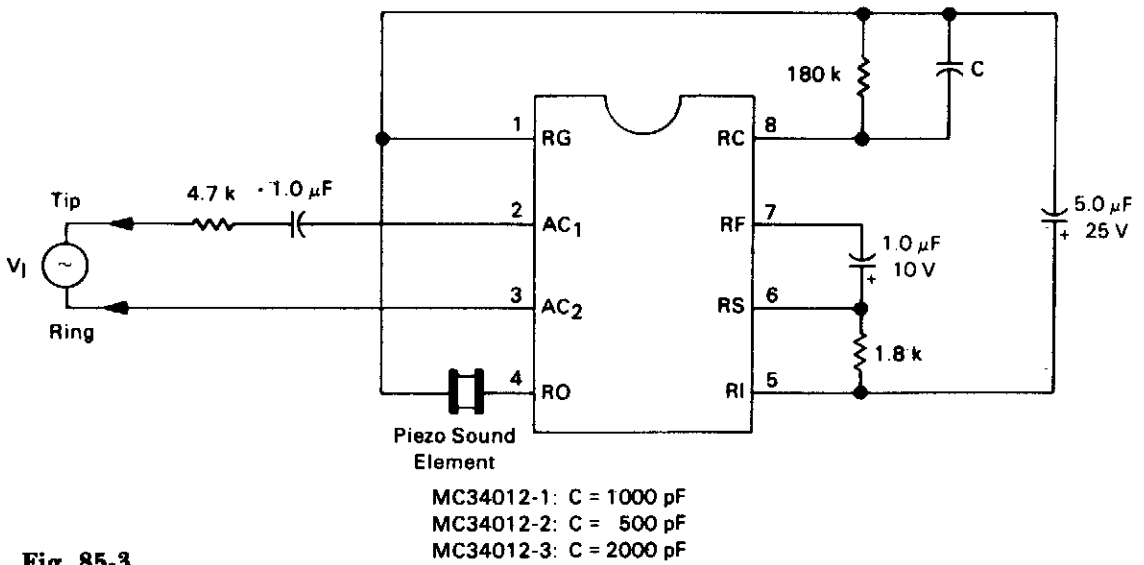 180 k
C
1 RG
RC 8
Tip
4.7 k
1.0 µF
2 AC1
RF 7
5.0 µF
+ 25 V
VI
~
1.0 µF
+ 10 V
3 AC2
RS 6
Ring
1.8 k
4 RO
RI 5
Piezo Sound
Element
MC34012-1: C = 1000 pF
MC34012-2: C = 500 pF
MC34012-3: C = 2000 pF
Fig. 85-3